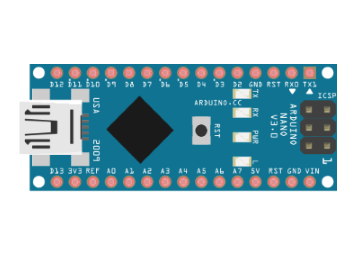 D12 D11 D10 D9 D8 D7 D6 D5 D4 D3 D2 GND RST RX0 TX1
TX
ICSP
USA
ARDUINO.CC
RX
ARDUINO
NANO
V3.0
RST
PWR
2009
L
1
D13 3V3 REF A0 A1 A2 A3 A4 A5 A6 A7 5V RST GND VIN